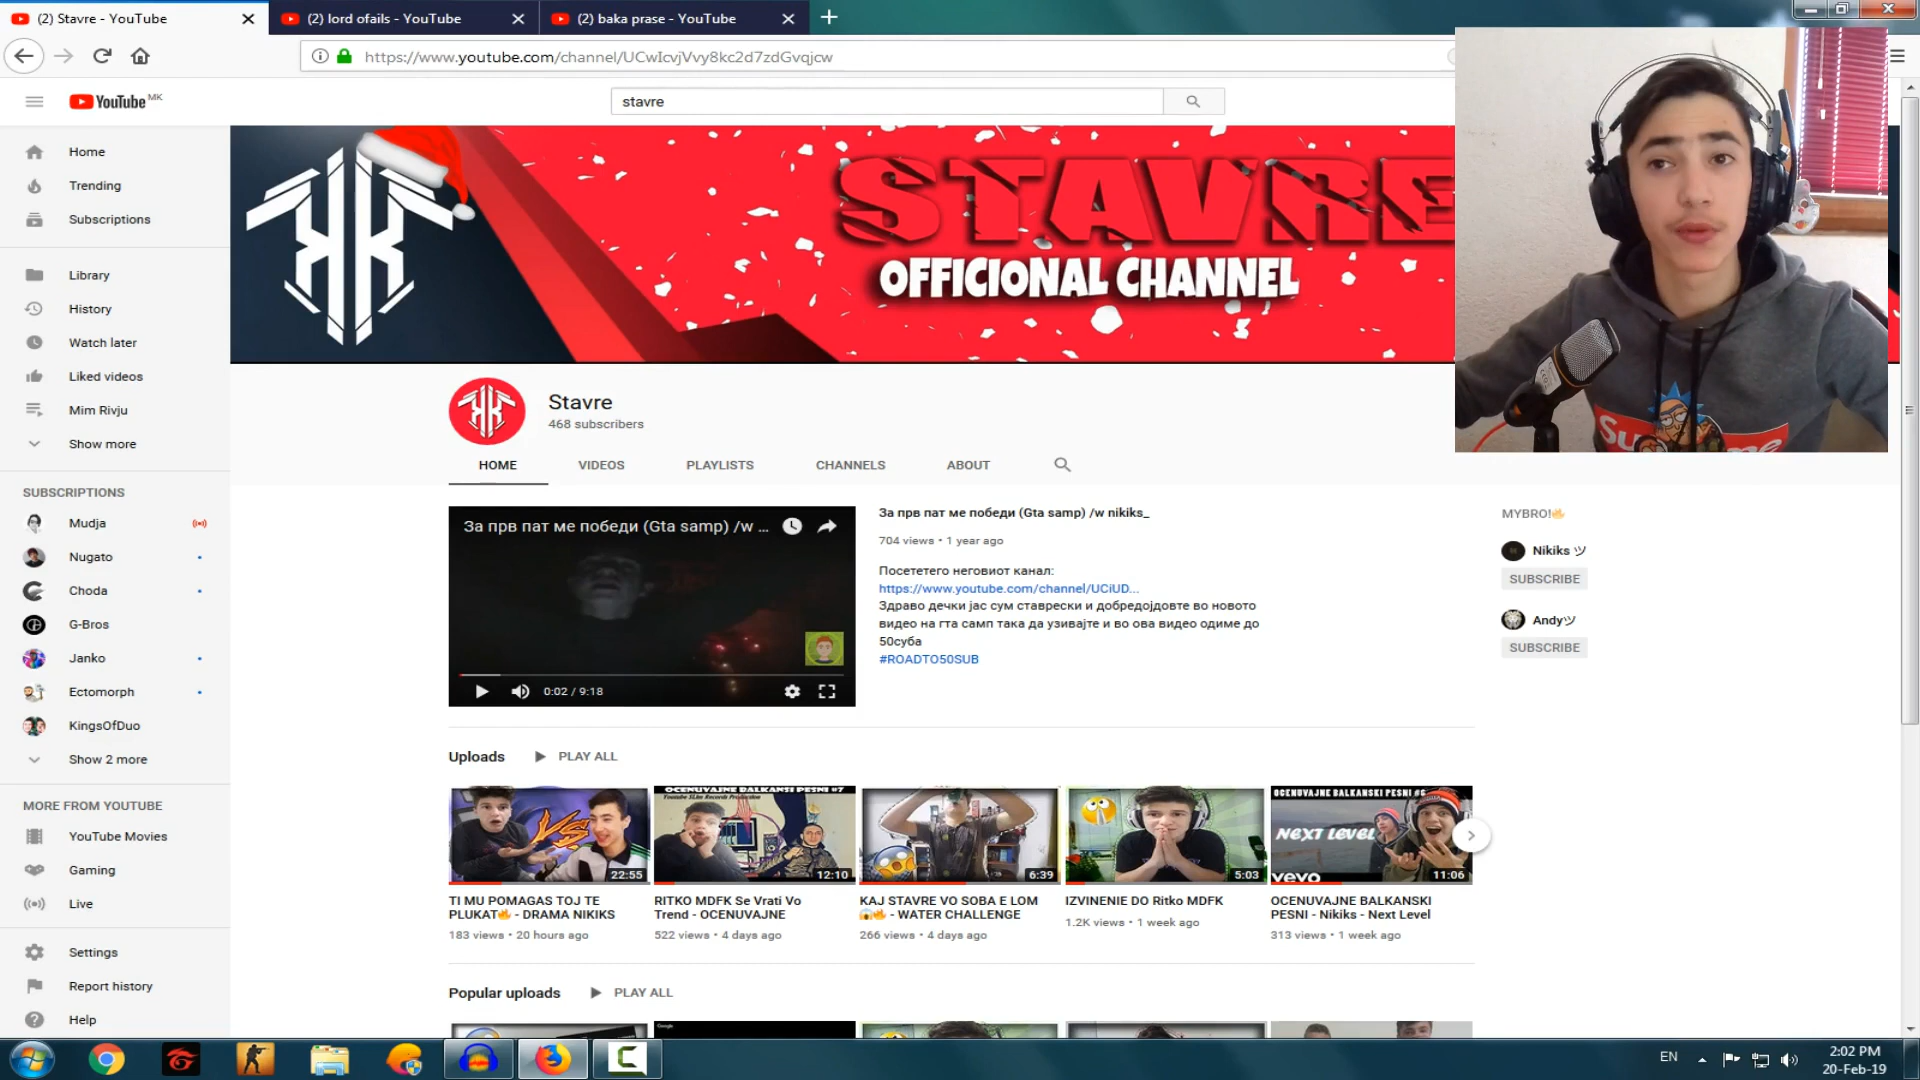 (2) Stavre - YouTube
(2) lord ofails - YouTube
(2) baka prase - YouTube
https://www.youtube.com/channel/UCwIcvjVvy8kc2d7zdGvqjcw
YouTube MK
stavre
Home
Trending
Subscriptions
Library
History
Watch later
Liked videos
Mim Rivju
Show more
SUBSCRIPTIONS
Mudja
Nugato
Choda
G-Bros
Janko
Ectomorph
KingsOfDuo
Show 2 more
MORE FROM YOUTUBE
YouTube Movies
Gaming
Live
Settings
Report history
Help
STAVRE
OFFICIONAL CHANNEL
Stavre
468 subscribers
HOME
VIDEOS
PLAYLISTS
CHANNELS
ABOUT
За прв пат ме победи (Gta samp) /w ...
0:02 / 9:18
За прв пат ме победи (Gta samp) /w nikiks_
704 views • 1 year ago
Посететего неговиот канал:
https://www.youtube.com/channel/UCiUD...
Здраво дечки јас сум ставрески и добредојдовте во новото
видео на гта самп така да узивајте и во ова видео одиме до
50суба
#ROADTO50SUB
MYBRO!🔥
Nikiks ツ
SUBSCRIBE
Andyツ
SUBSCRIBE
Uploads
PLAY ALL
VS
22:55
TI MU POMAGAS TOJ TE
PLUKAT🔥 - DRAMA NIKIKS
183 views • 20 hours ago
OCENUVAJNE BALKANSI PESNI #7
12:10
RITKO MDFK Se Vrati Vo
Trend - OCENUVAJNE
522 views • 4 days ago
6:39
KAJ STAVRE VO SOBA E LOM
😱🔥 - WATER CHALLENGE
266 views • 4 days ago
5:03
IZVINENIE DO Ritko MDFK
1.2K views • 1 week ago
OCENUVAJNE BALKANSKI PESNI #6
NEXT LEVEL
vevo
11:06
OCENUVAJNE BALKANSKI
PESNI - Nikiks - Next Level
313 views • 1 week ago
Popular uploads
PLAY ALL
EN
2:02 PM
20-Feb-19